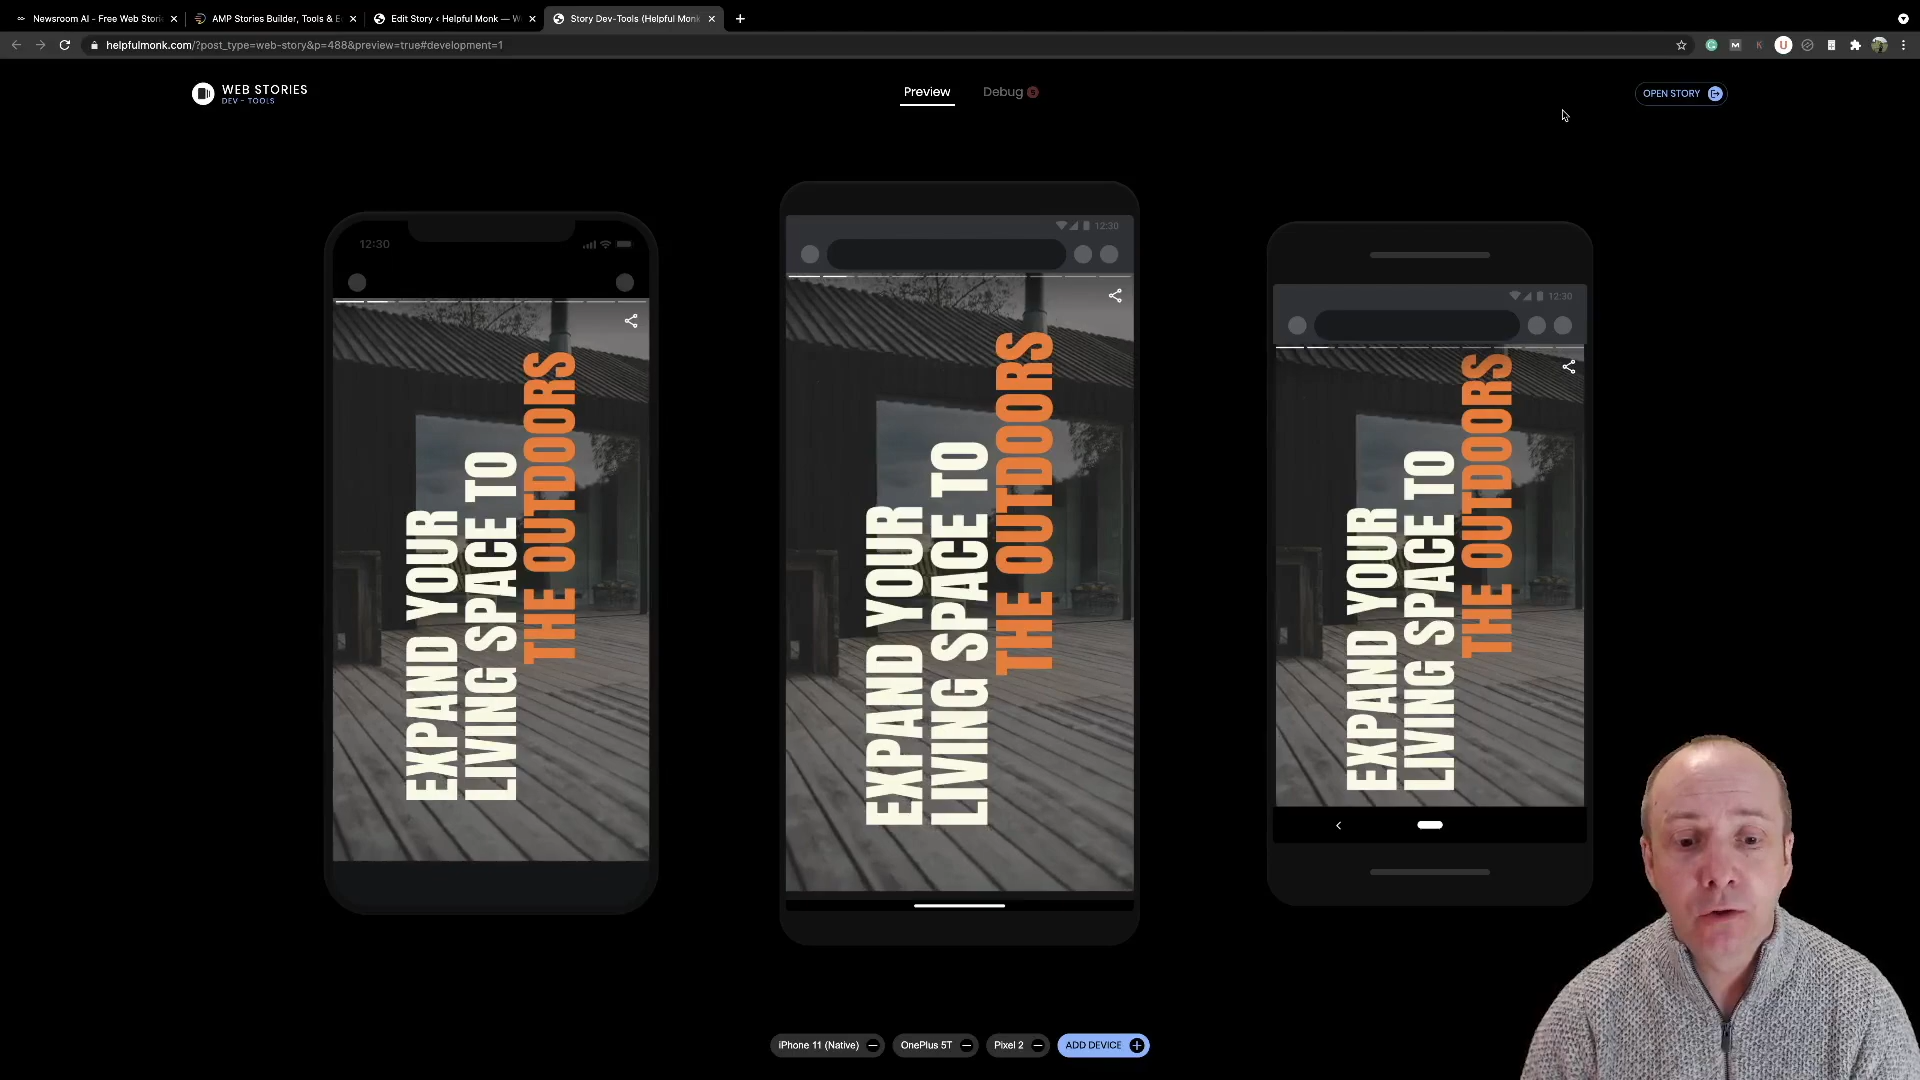 Newsroom AI - Free Web Stori
AMP Stories Builder, Tools & E
Edit Story ‹ Helpful Monk — W
Story Dev-Tools (Helpful Monk
helpfulmonk.com/?post_type=web-story&p=488&preview=true#development=1
WEB STORIES
DEV - TOOLS
Preview
Debug
OPEN STORY
12:30
EXPAND YOUR
LIVING SPACE TO
THE OUTDOORS
12:30
EXPAND YOUR
LIVING SPACE TO
THE OUTDOORS
12:30
EXPAND YOUR
LIVING SPACE TO
THE OUTDOORS
iPhone 11 (Native)
OnePlus 5T
Pixel 2
ADD DEVICE